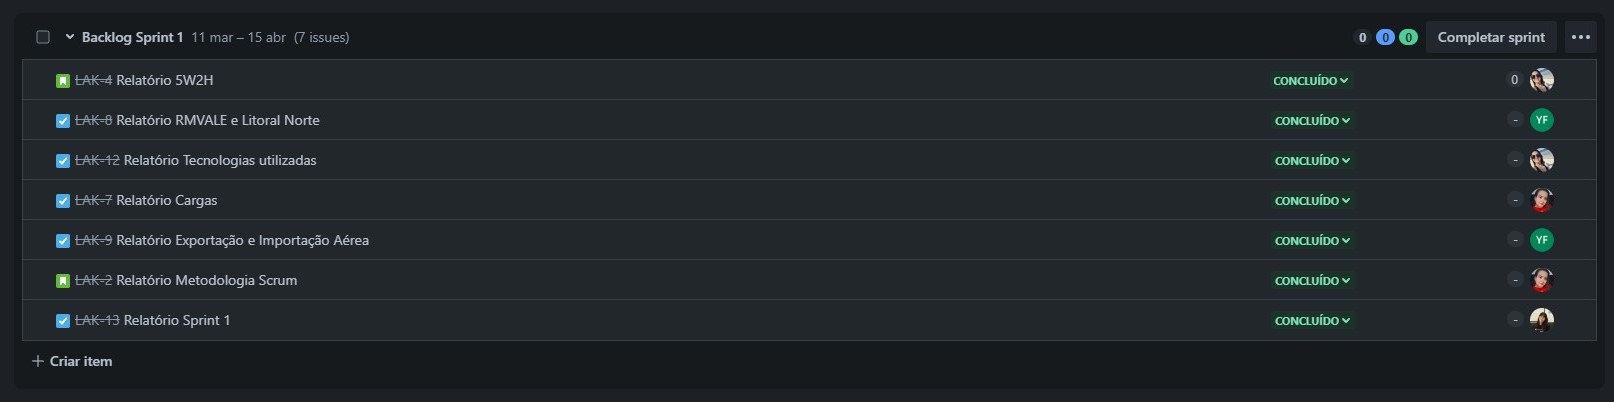 Backlog Sprint 1 11 mar – 15 abr (7 issues) 0 0 0 Completar sprint
LAK-4 Relatório 5W2H CONCLUÍDO 0
LAK-8 Relatório RMVALE e Litoral Norte CONCLUÍDO - YF
LAK-12 Relatório Tecnologias utilizadas CONCLUÍDO -
LAK-7 Relatório Cargas CONCLUÍDO -
LAK-9 Relatório Exportação e Importação Aérea CONCLUÍDO - YF
LAK-2 Relatório Metodologia Scrum CONCLUÍDO -
LAK-13 Relatório Sprint 1 CONCLUÍDO -
+ Criar item